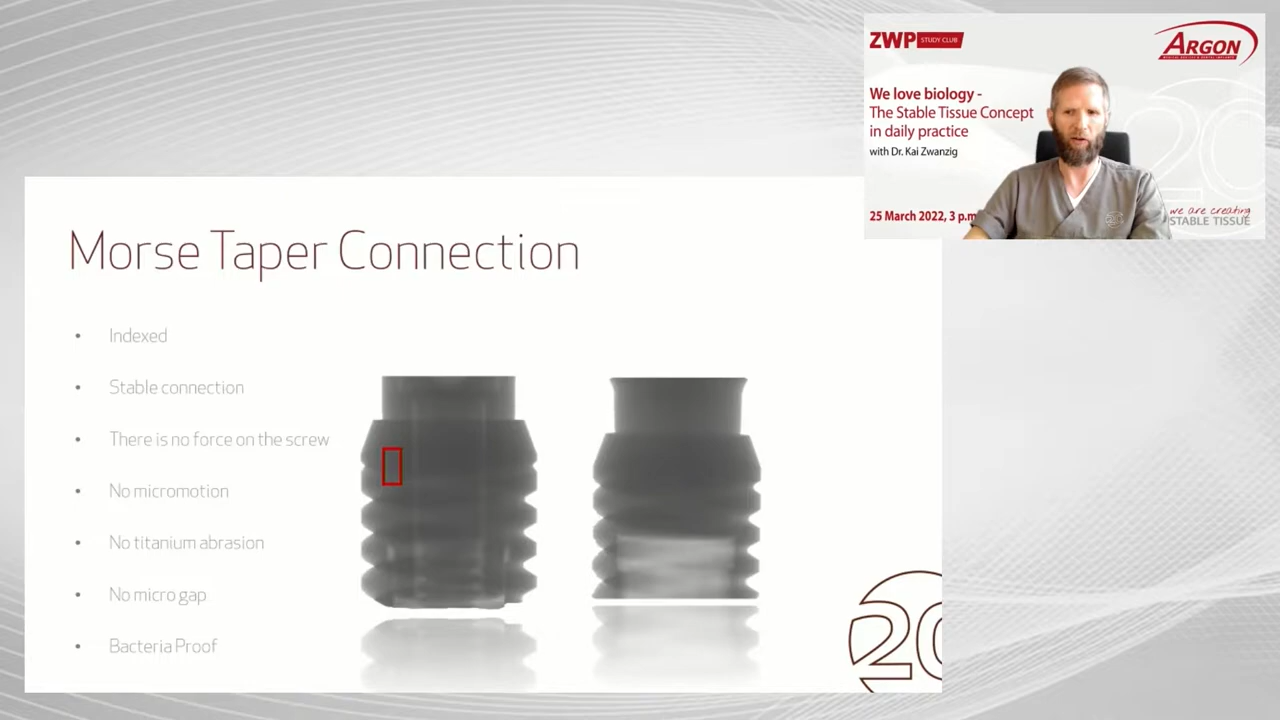 ZWP STUDY CLUB
ARGON
We love biology -
The Stable Tissue Concept
in daily practice
with Dr. Kai Zwanzig
25 March 2022, 3 p.m
we are creating
STABLE TISSUE
20
Morse Taper Connection
• Indexed
• Stable connection
• There is no force on the screw
• No micromotion
• No titanium abrasion
• No micro gap
• Bacteria Proof
20